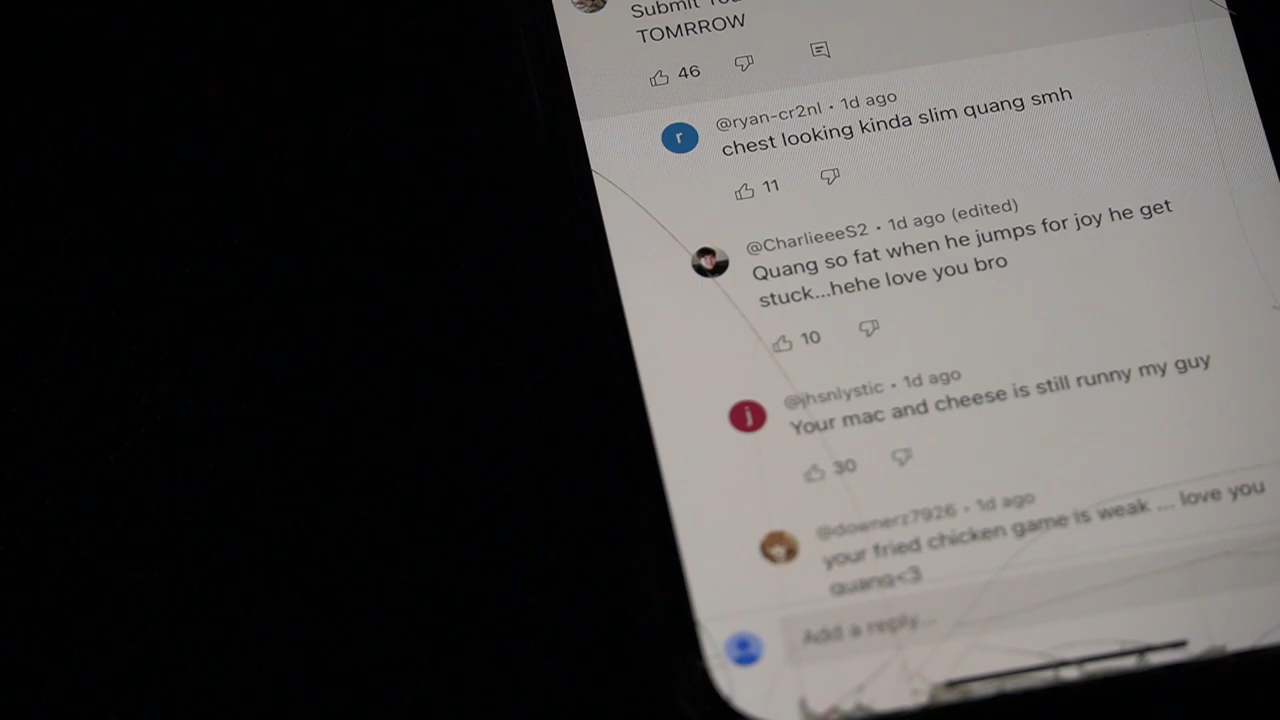 Submit
TOMRROW
46
@ryan-cr2nl • 1d ago
chest looking kinda slim quang smh
11
@CharlieeeS2 • 1d ago (edited)
Quang so fat when he jumps for joy he get
stuck...hehe love you bro
10
@jhsnlystic • 1d ago
Your mac and cheese is still runny my guy
30
@downerz7926 • 1d ago
your fried chicken game is weak ... love you
quang<3
Add a reply...